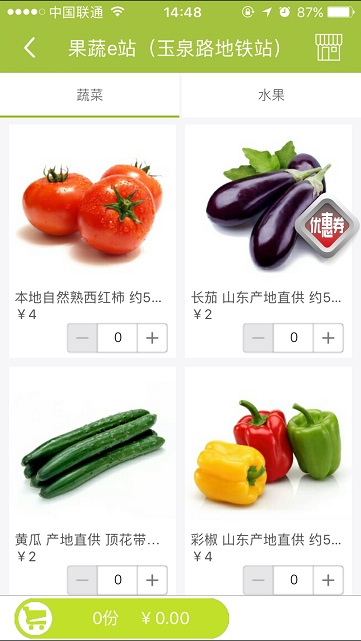 中国联通 14:48 87%
果蔬e站（玉泉路地铁站）
蔬菜 水果
优惠券
本地自然熟西红柿 约5...
￥4
0
长茄 山东产地直供 约5...
￥2
0
黄瓜 产地直供 顶花带...
￥2
0
彩椒 山东产地直供 约5...
￥4
0
0份 ￥0.00